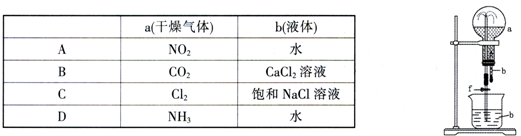 a(干燥气体) b(液体)
A NO₂ 水
B CO₂ CaCl₂ 溶液
C Cl₂ 饱和 NaCl 溶液
D NH₃ 水
a
b
f
b